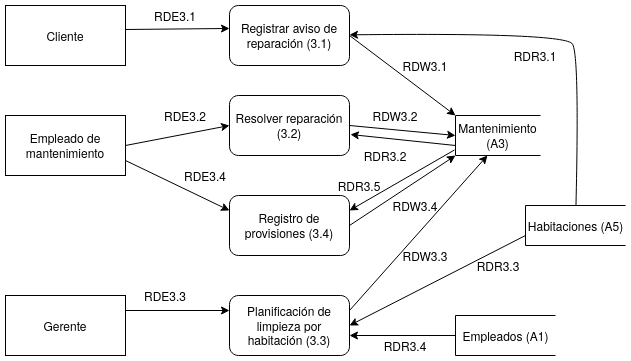 RDE3.1
Cliente
Registrar aviso de
reparación (3.1)
RDR3.1
RDW3.1
RDE3.2
RDW3.2
Empleado de
mantenimiento
Resolver reparación
(3.2)
Mantenimiento
(A3)
RDR3.2
RDE3.4
RDR3.5
RDW3.4
Registro de
provisiones (3.4)
Habitaciones (A5)
RDW3.3
RDR3.3
RDE3.3
Gerente
Planificación de
limpieza por
habitación (3.3)
Empleados (A1)
RDR3.4